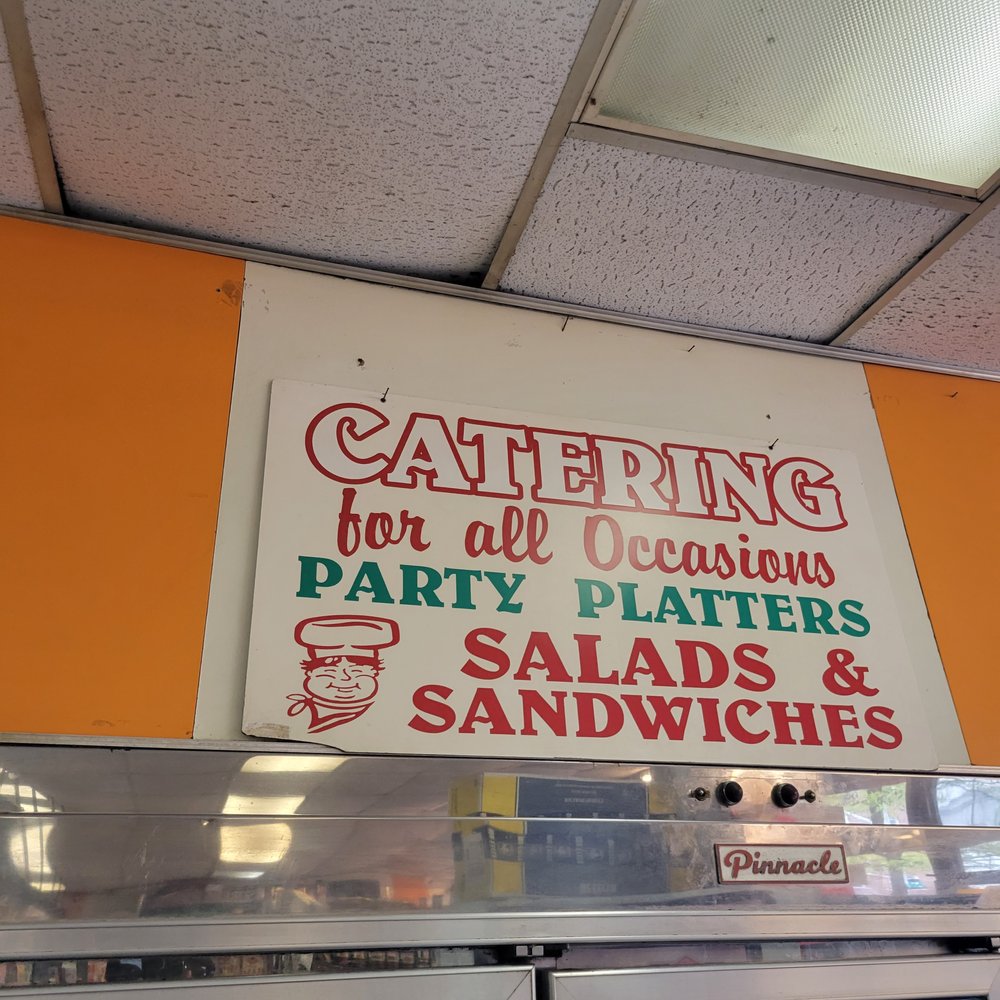 CATERING
for all Occasions
PARTY PLATTERS
SALADS &
SANDWICHES
Pinnacle